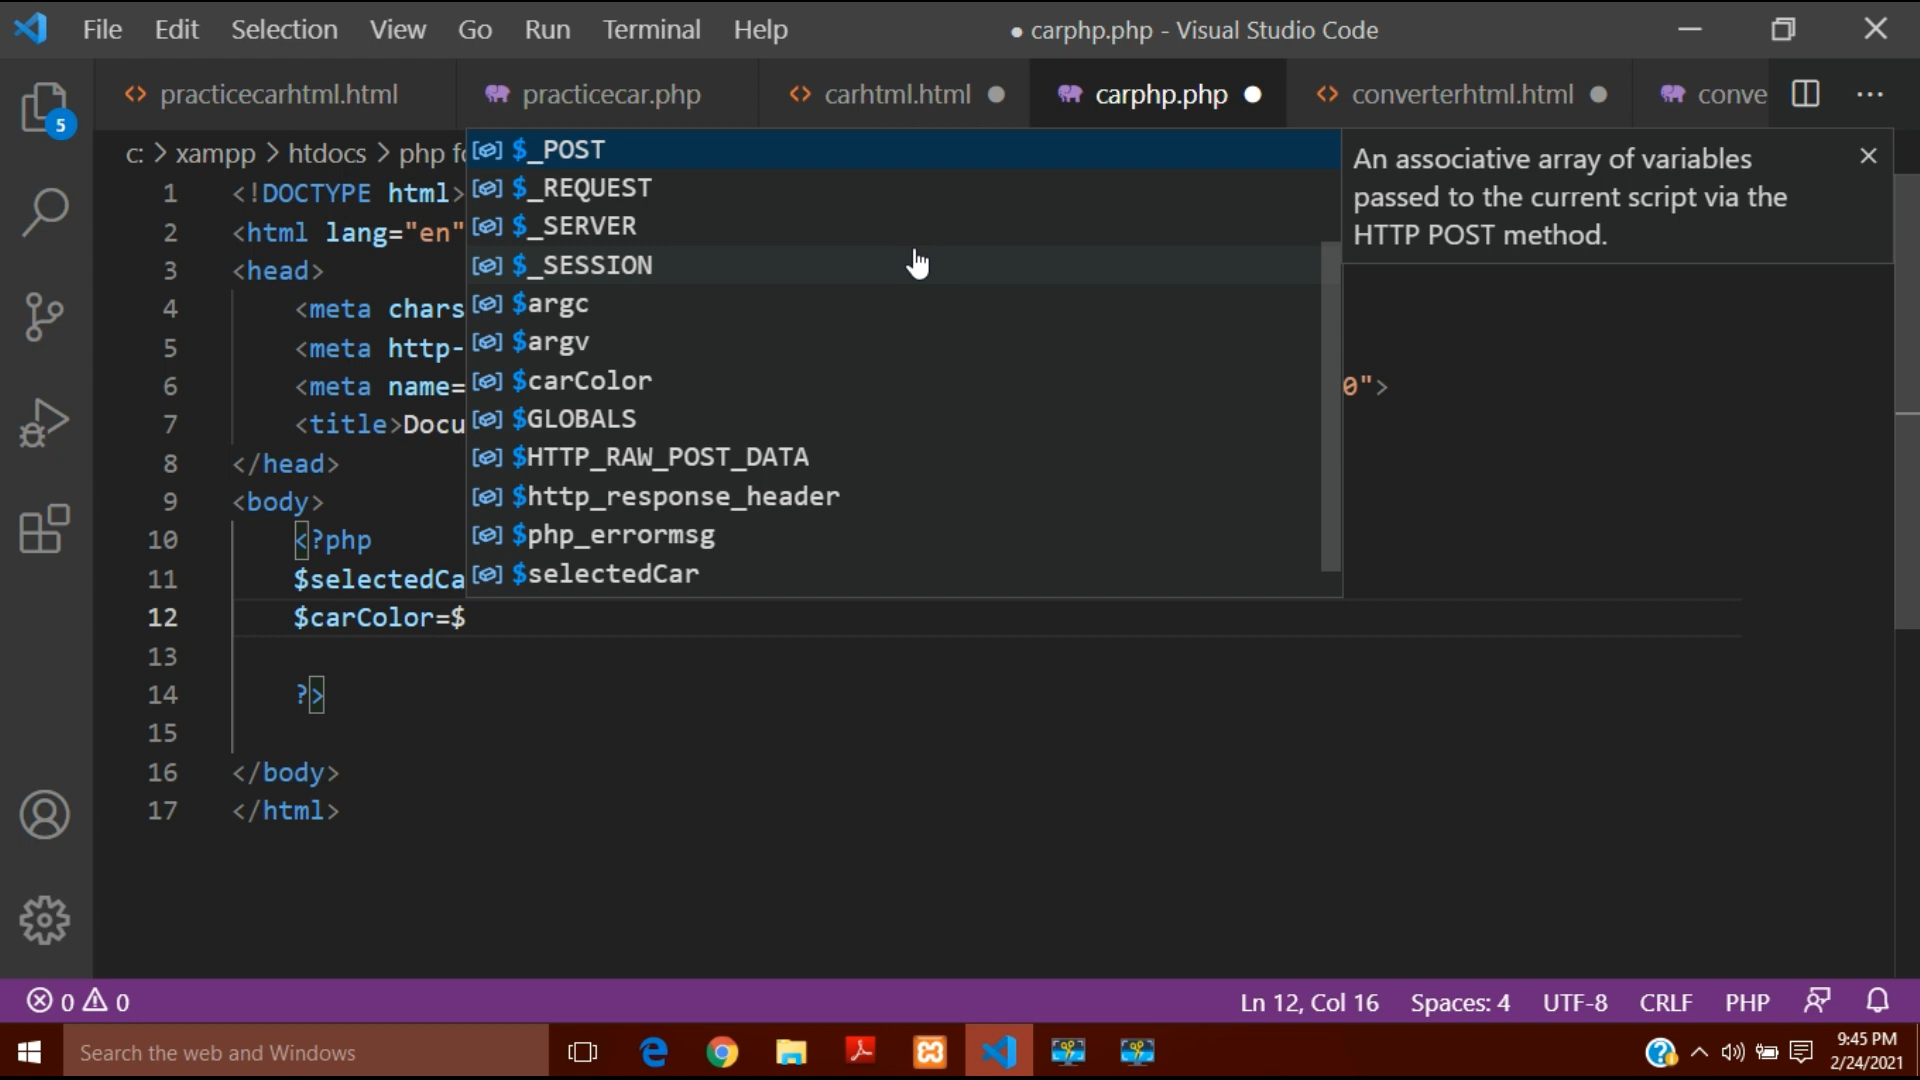 File Edit Selection View Go Run Terminal Help ● carphp.php - Visual Studio Code
practicecarhtml.html practicecar.php carhtml.html ● carphp.php ● converterhtml.html ● conve ...
5
c: > xampp > htdocs > php fo
$_POST
$_REQUEST
$_SERVER
$_SESSION
$argc
$argv
$carColor
$GLOBALS
$HTTP_RAW_POST_DATA
$http_response_header
$php_errormsg
$selectedCar
An associative array of variables
passed to the current script via the
HTTP POST method.
1 <!DOCTYPE html>
2 <html lang="en"
3 <head>
4 <meta chars
5 <meta http-
6 <meta name= 0">
7 <title>Docu
8 </head>
9 <body>
10 <?php
11 $selectedCa
12 $carColor=$
13
14 ?>
15
16 </body>
17 </html>
0 0 Ln 12, Col 16 Spaces: 4 UTF-8 CRLF PHP
Search the web and Windows
9:45 PM
2/24/2021